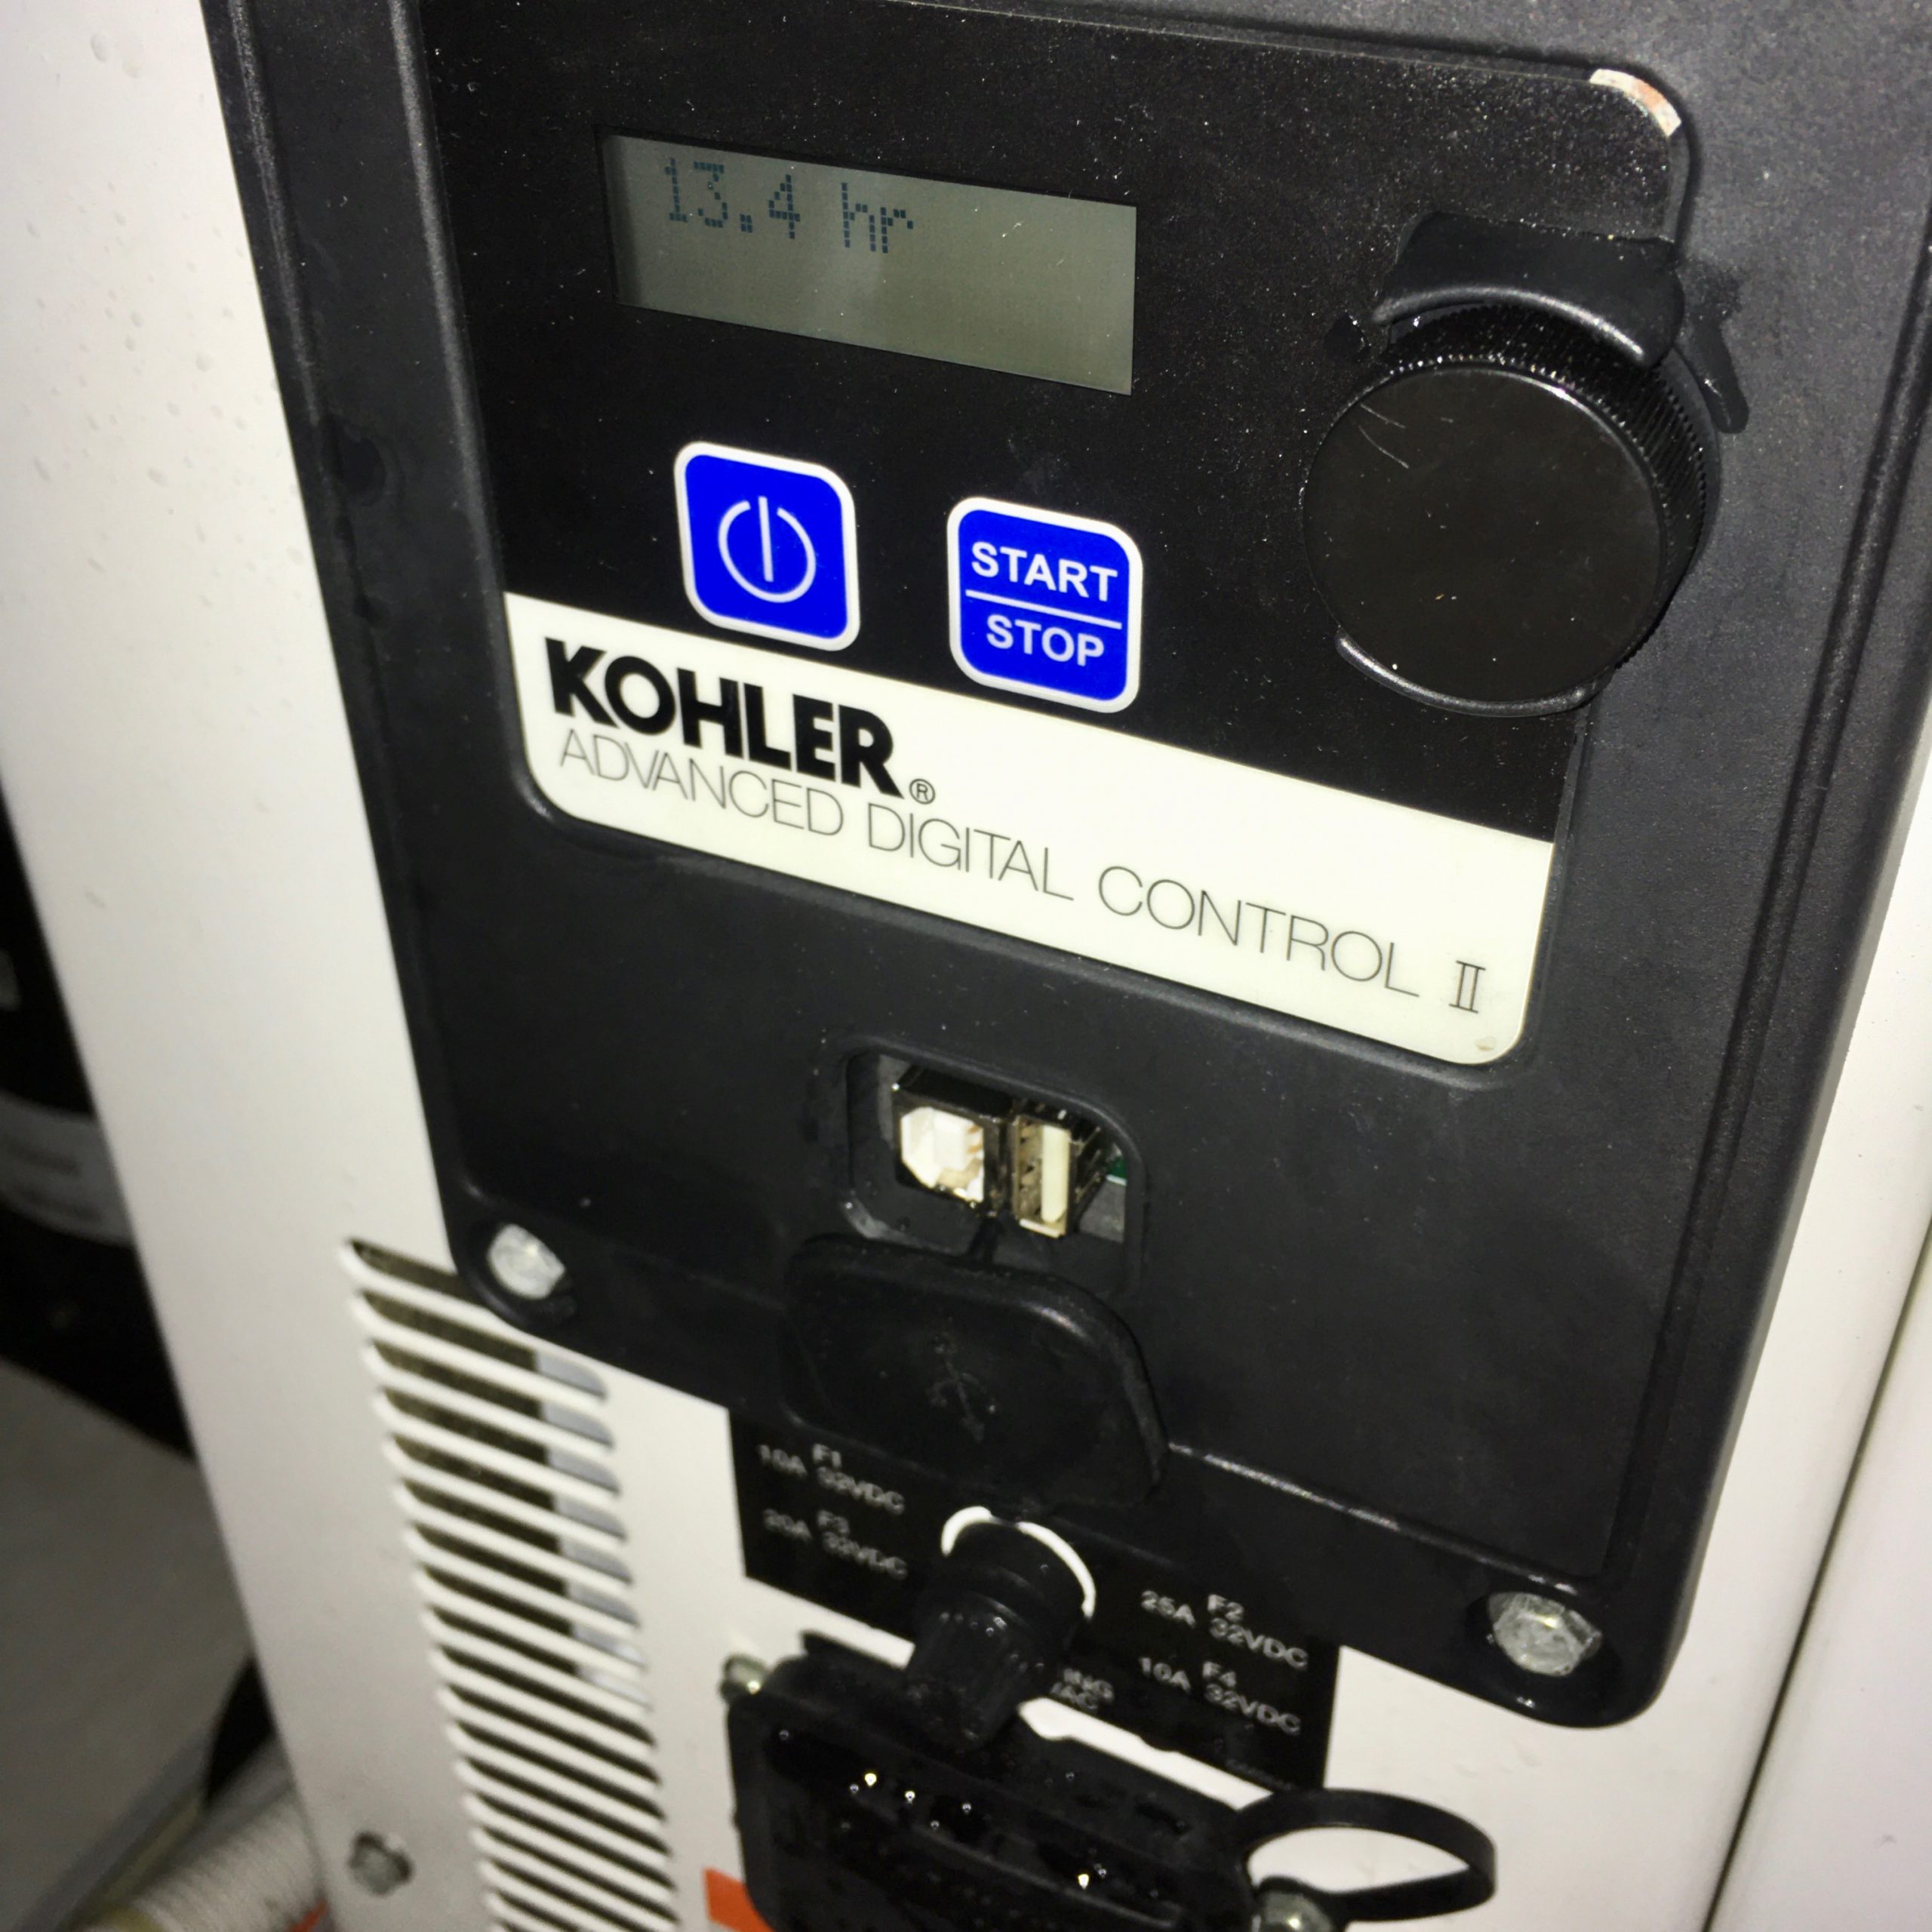 13.4 hr
START
STOP
KOHLER®
ADVANCED DIGITAL CONTROL II
F1
10A 32VDC
F3
20A 32VDC
F2
25A 32VDC
F4
10A 32VDC